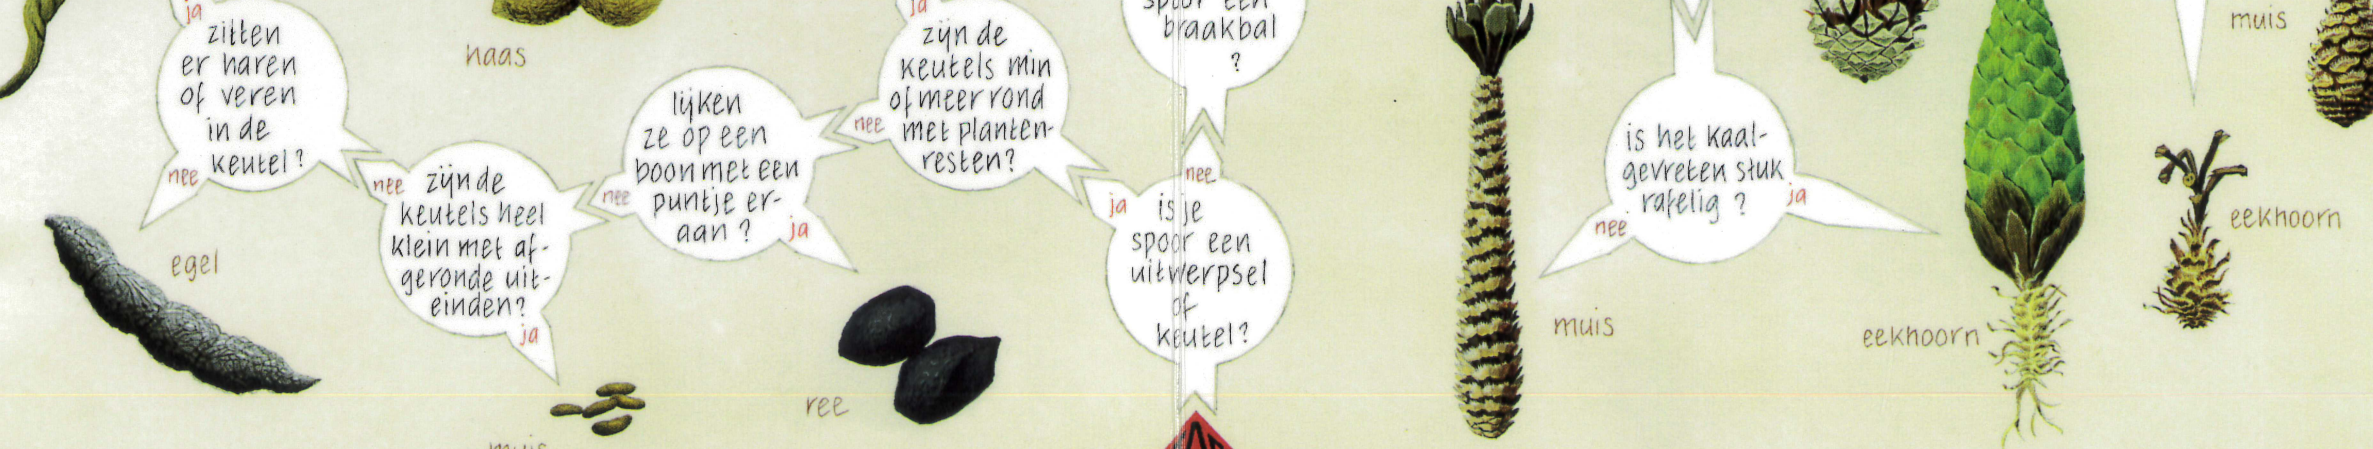 ja
zitten
er haren
of veren
in de
keutel?
nee
egel
haas
nee
zijn de
keutels heel
klein met af-
geronde uit-
einden?
ja
muis
lijken
ze op een
boon met een
puntje er-
aan?
nee
ja
ree
ja
zijn de
keutels min
of meer rond
met planten-
resten?
nee
spoor een
braakbal
?
nee
ja
is je
spoor een
uitwerpsel
of
keutel?
muis
is het kaal-
gevreten stuk
rafelig?
nee
ja
eekhoorn
muis
eekhoorn